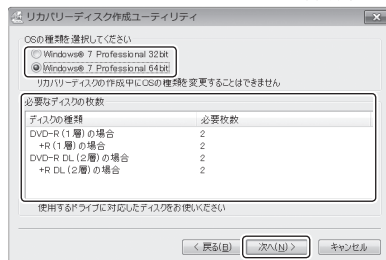 リカバリーディスク作成ユーティリティ
OSの種類を選択してください
Windows® 7 Professional 32bit
Windows® 7 Professional 64bit
リカバリーディスクの作成中にOSの種類を変更することはできません
必要なディスクの枚数
ディスクの種類 必要枚数
DVD-R(1層)の場合 2
+R(1層)の場合 2
DVD-R DL(2層)の場合 2
+R DL(2層)の場合 2
使用するドライブに対応したディスクをお使いください
< 戻る(B) 次へ(N) > キャンセル